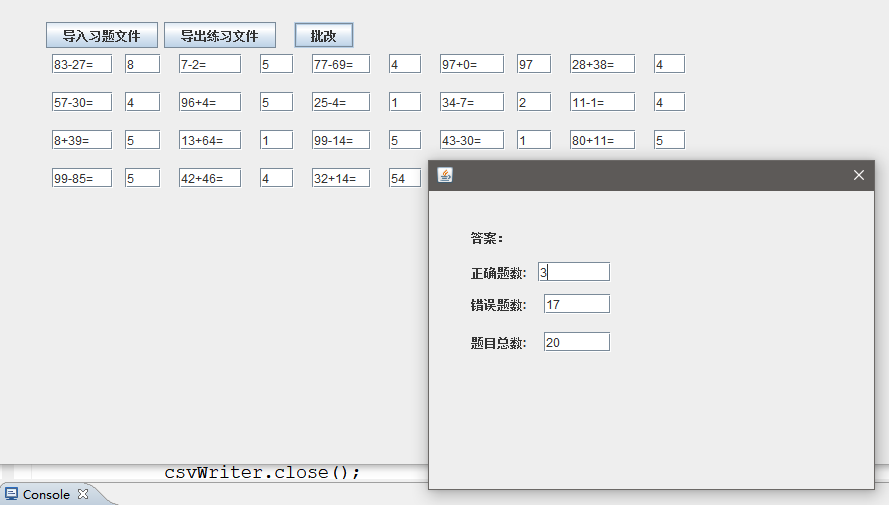 导入习题文件 导出练习文件 批改
83-27= 8 7-2= 5 77-69= 4 97+0= 97 28+38= 4
57-30= 4 96+4= 5 25-4= 1 34-7= 2 11-1= 4
8+39= 5 13+64= 1 99-14= 5 43-30= 1 80+11= 5
99-85= 5 42+46= 4 32+14= 54
答案：
正确题数: 3
错误题数: 17
题目总数: 20
csvWriter.close();
Console